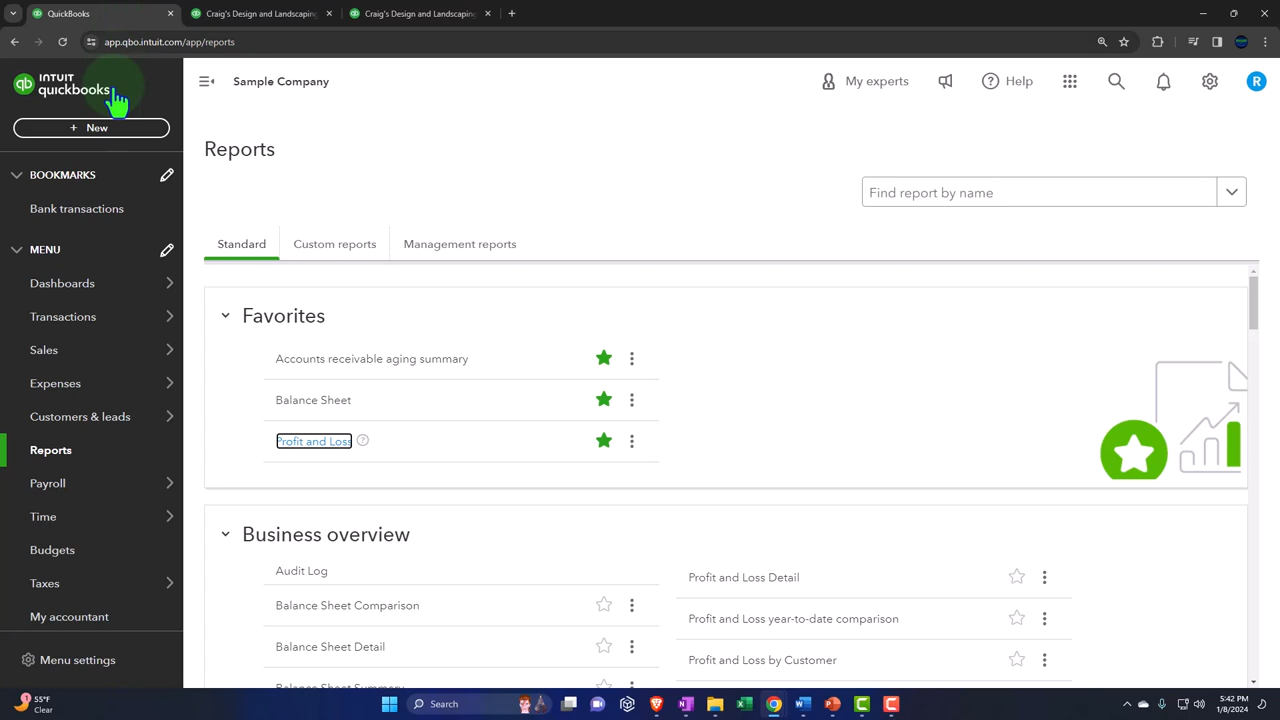 QuickBooks
Craig's Design and Landscaping
Craig's Design and Landscaping
app.qbo.intuit.com/app/reports
qb INTUIT
quickbooks
Sample Company
My experts
Help
R
+ New
BOOKMARKS
Bank transactions
MENU
Dashboards
Transactions
Sales
Expenses
Customers & leads
Reports
Payroll
Time
Budgets
Taxes
My accountant
Menu settings
Reports
Find report by name
Standard
Custom reports
Management reports
Favorites
Accounts receivable aging summary
Balance Sheet
Profit and Loss
Business overview
Audit Log
Balance Sheet Comparison
Balance Sheet Detail
Balance Sheet Summary
Profit and Loss Detail
Profit and Loss year-to-date comparison
Profit and Loss by Customer
1
55°F
Clear
Search
5:42 PM
1/8/2024